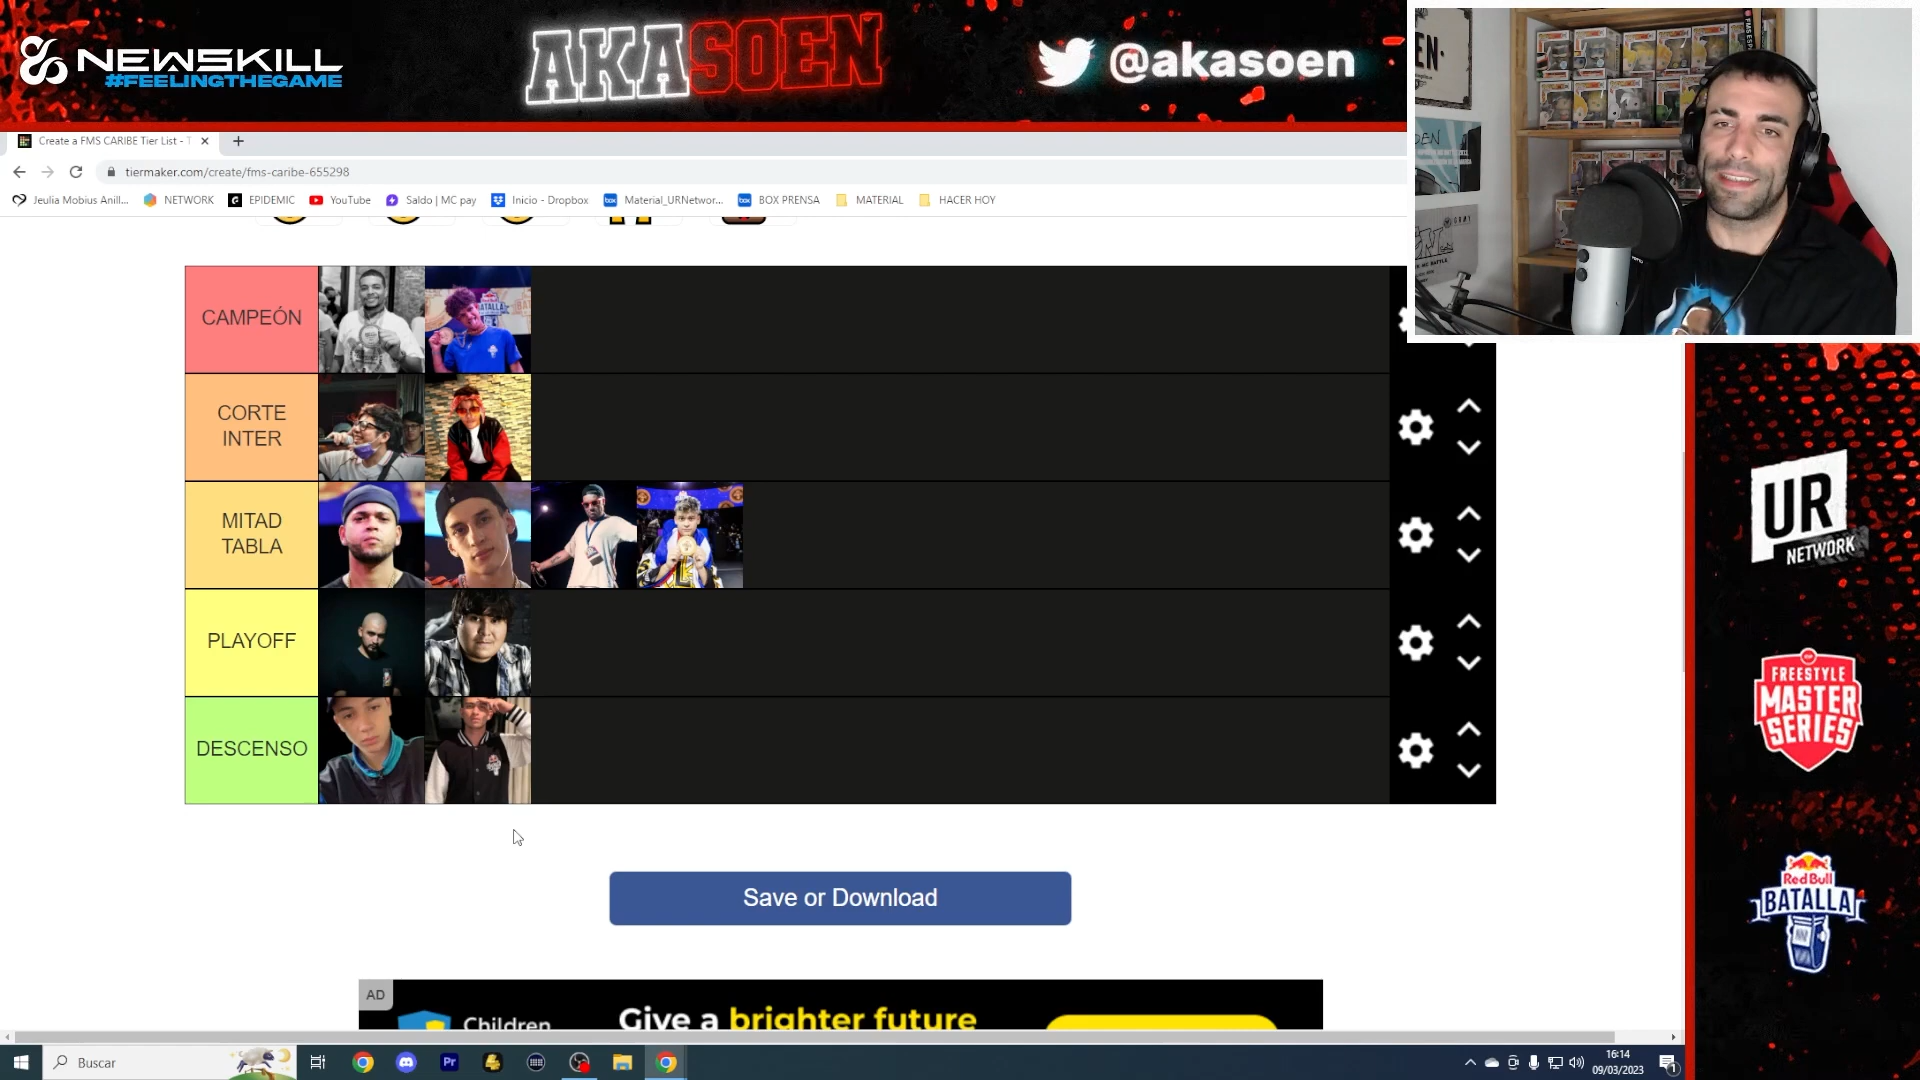 NEWSKILL
#FEELINGTHEGAME
AKASOEN
@akasoen
Create a FMS CARIBE Tier List - T
tiermaker.com/create/fms-caribe-655298
Jeulia Mobius Anill...
NETWORK
EPIDEMIC
YouTube
Saldo | MC pay
Inicio - Dropbox
Material_URNetwor...
BOX PRENSA
MATERIAL
HACER HOY
CAMPEÓN
CORTE
INTER
MITAD
TABLA
PLAYOFF
DESCENSO
Save or Download
AD
Children
Give a brighter future
UR
NETWORK
FREESTYLE
MASTER
SERIES
Red Bull
BATALLA
Buscar
Pr
16:14
09/03/2023
1